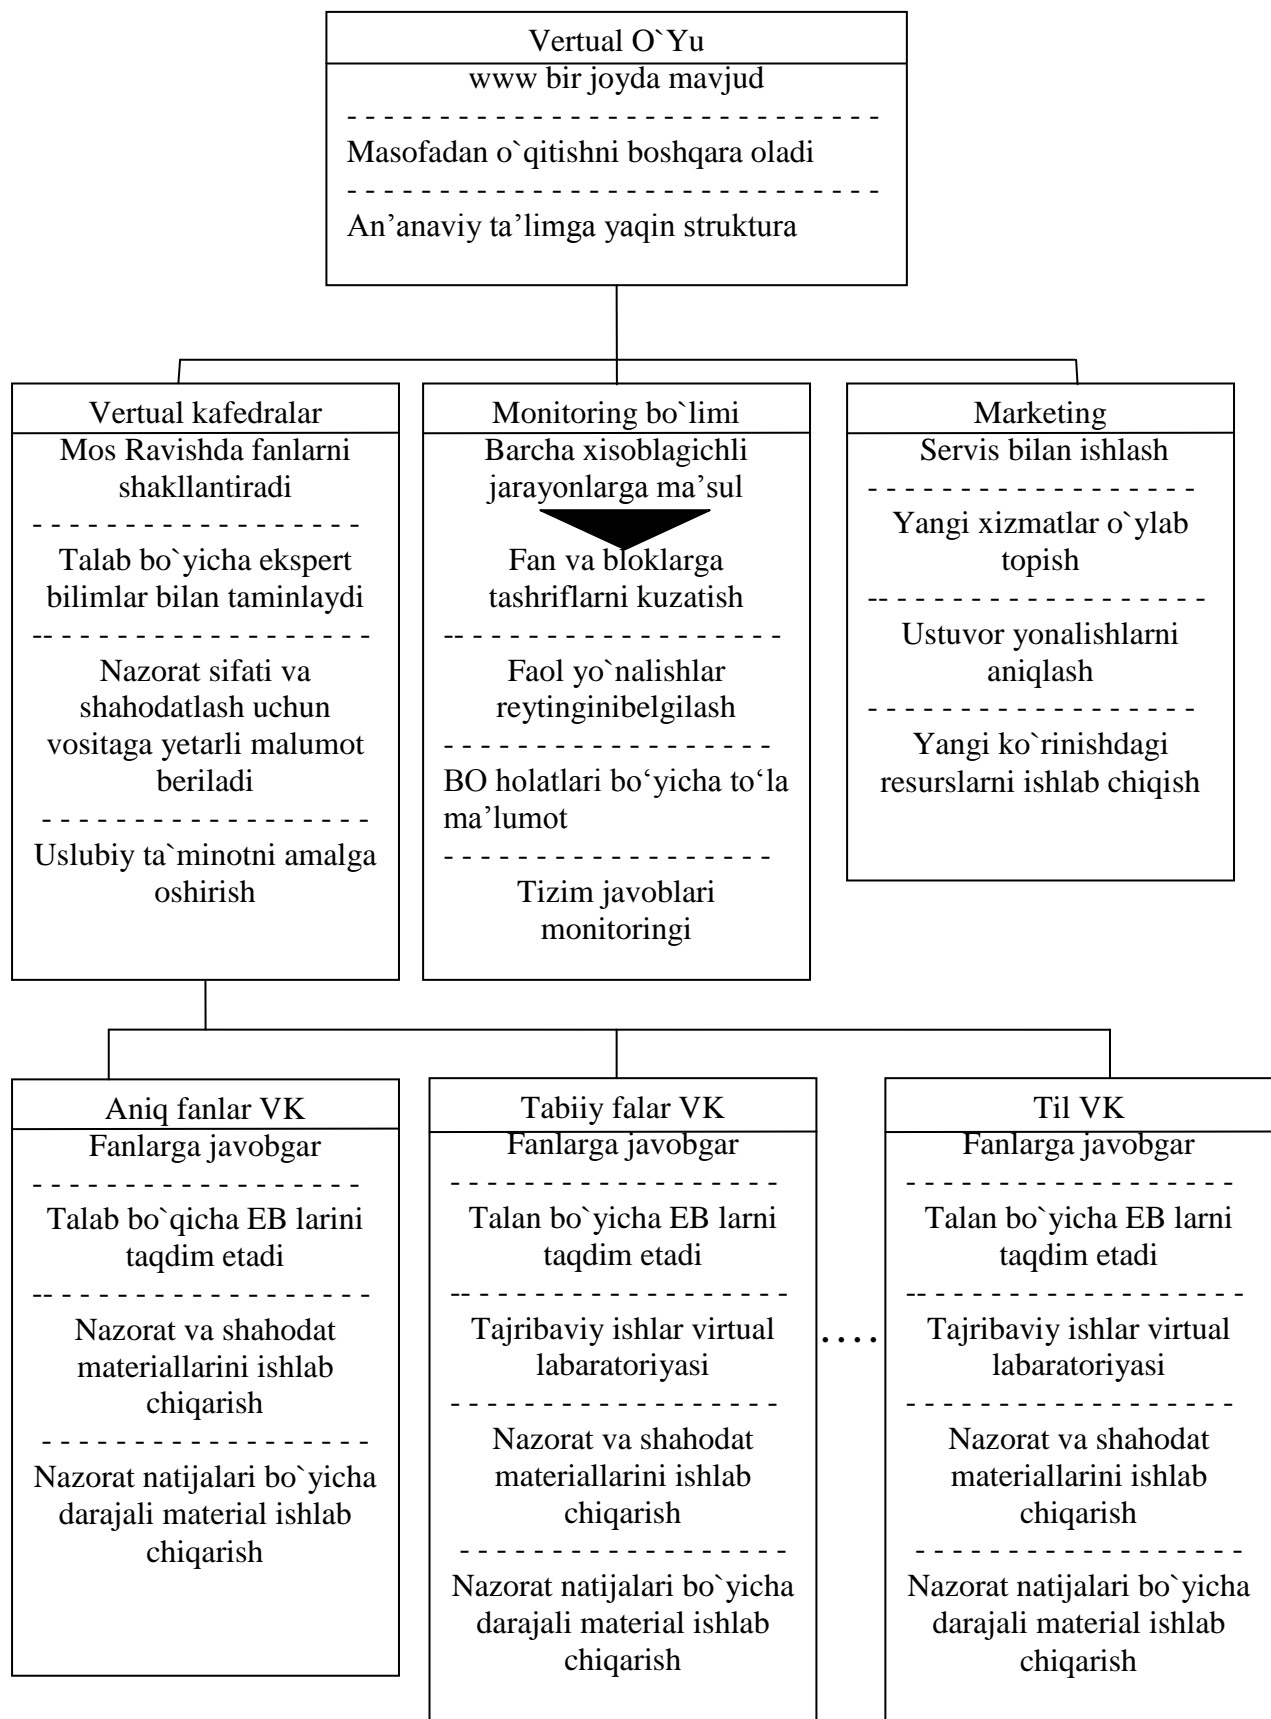 Vertual O`Yu
www bir joyda mavjud
- - - - - - - - - - - - - - - - - - - - - - - - - - - - -
Masofadan o`qitishni boshqara oladi
- - - - - - - - - - - - - - - - - - - - - - - - - - - - -
An’anaviy ta’limga yaqin struktura
Vertual kafedralar
Mos Ravishda fanlarni
shakllantiradi
- - - - - - - - - - - - - - - - - -
Talab bo`yicha ekspert
bilimlar bilan taminlaydi
-- - - - - - - - - - - - - - - - - -
Nazorat sifati va
shahodatlash uchun
vositaga yetarli malumot
beriladi
- - - - - - - - - - - - - - - - - -
Uslubiy ta`minotni amalga
oshirish
Monitoring bo`limi
Barcha xisoblagichli
jarayonlarga ma’sul
Fan va bloklarga
tashriflarni kuzatish
-- - - - - - - - - - - - - - - - - -
Faol yo`nalishlar
reytinginibelgilash
- - - - - - - - - - - - - - - - - -
BO holatlari bo‘yicha to‘la
ma’lumot
- - - - - - - - - - - - - - - - - -
Tizim javoblari
monitoringi
Marketing
Servis bilan ishlash
- - - - - - - - - - - - - - - - - -
Yangi xizmatlar o`ylab
topish
-- - - - - - - - - - - - - - - - - -
Ustuvor yonalishlarni
aniqlash
- - - - - - - - - - - - - - - - - -
Yangi ko`rinishdagi
resurslarni ishlab chiqish
Aniq fanlar VK
Fanlarga javobgar
- - - - - - - - - - - - - - - - - -
Talab bo`qicha EB larini
taqdim etadi
-- - - - - - - - - - - - - - - - - -
Nazorat va shahodat
materiallarini ishlab
chiqarish
- - - - - - - - - - - - - - - - - -
Nazorat natijalari bo`yicha
darajali material ishlab
chiqarish
Tabiiy falar VK
Fanlarga javobgar
- - - - - - - - - - - - - - - - - -
Talan bo`yicha EB larni
taqdim etadi
-- - - - - - - - - - - - - - - - - -
Tajribaviy ishlar virtual
labaratoriyasi
- - - - - - - - - - - - - - - - - -
Nazorat va shahodat
materiallarini ishlab
chiqarish
- - - - - - - - - - - - - - - - - -
Nazorat natijalari bo`yicha
darajali material ishlab
chiqarish
....
Til VK
Fanlarga javobgar
- - - - - - - - - - - - - - - - - -
Talan bo`yicha EB larni
taqdim etadi
-- - - - - - - - - - - - - - - - - -
Tajribaviy ishlar virtual
labaratoriyasi
- - - - - - - - - - - - - - - - - -
Nazorat va shahodat
materiallarini ishlab
chiqarish
- - - - - - - - - - - - - - - - - -
Nazorat natijalari bo`yicha
darajali material ishlab
chiqarish